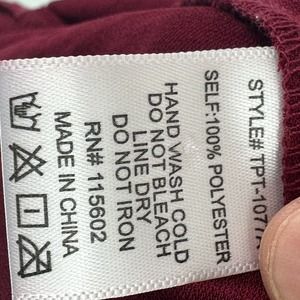 STYLE# TPT-1077
SELF:100% POLYESTER
HAND WASH COLD
DO NOT BLEACH
LINE DRY
DO NOT IRON
RN# 115602
MADE IN CHINA